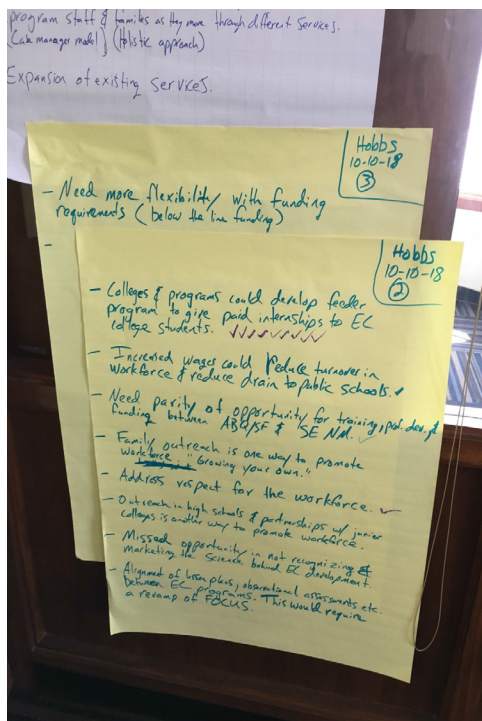 program staff & familes as they move through different services.
(Case manager model) (Holistic approach)
Expansion of existing services.
Hobbs
10-10-18
3
- Need more flexibility with funding
requirements (below the line funding)
-
Hobbs
10-10-18
2
- Colleges & programs could develop feeder
program to give paid internships to EC
college students. ✓✓✓✓✓✓✓
- Increased wages could reduce turnover in
workforce & reduce drain to public schools. ✓
- Need parity of opportunity for training, prof. dev, &
funding between ABQ/SF & SE NM. ✓
- Family outreach is one way to promote
workforce. "Growing your own."
- Address respect for the workforce. ✓
- Outreach in high schools & partnerships w/ junior
colleges is another way to promote workforce.
- Missed opportunity in not recognizing &
marketing the science behind EC development.
- Alignment of lesson plans, observational assessments etc.
between EC programs. This would require
a revamp of FOCUS.